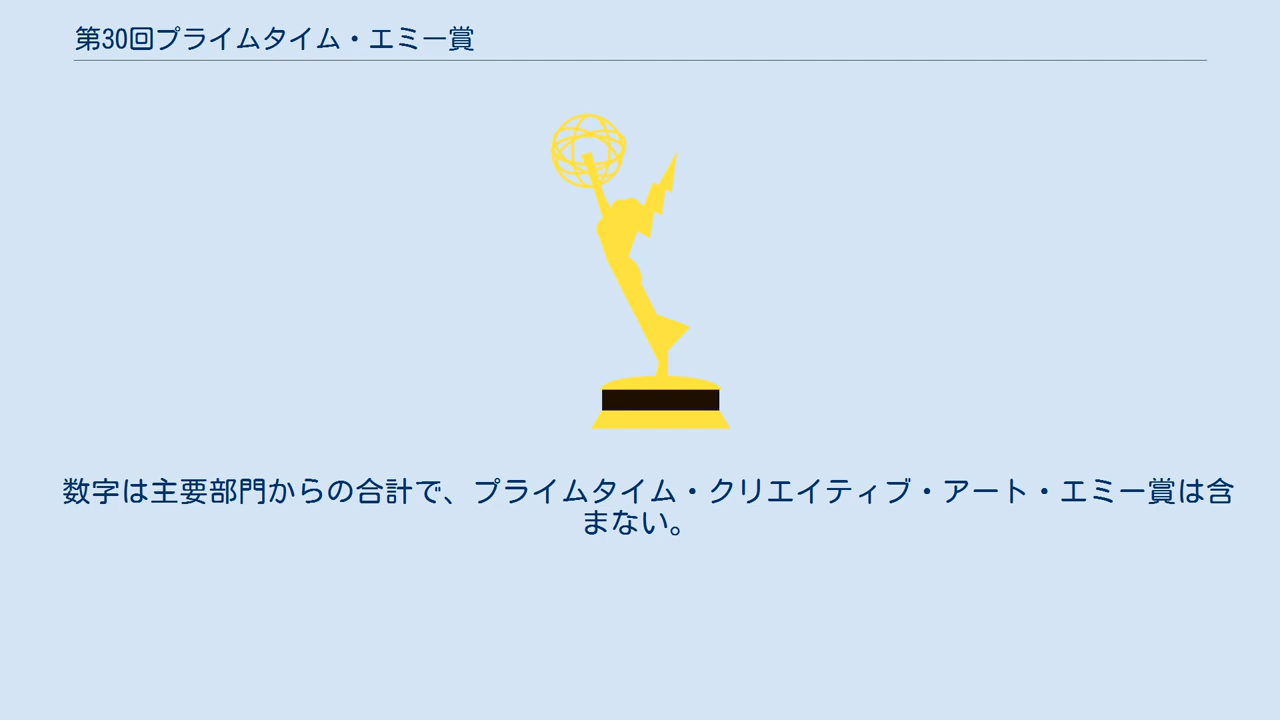 第30回プライムタイム・エミー賞
数字は主要部門からの合計で、プライムタイム・クリエイティブ・アート・エミー賞は含
まない。